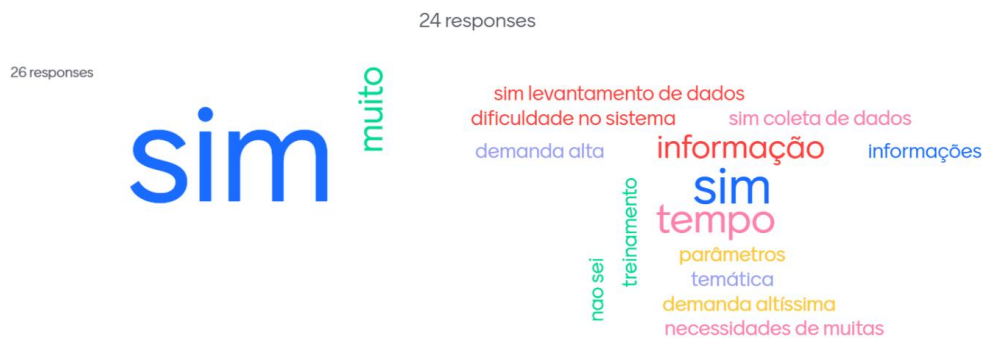 24 responses
26 responses
sim
muito
sim levantamento de dados
dificuldade no sistema
sim coleta de dados
demanda alta
informação
informações
sim
tempo
treinamento
nao sei
parâmetros
temática
demanda altíssima
necessidades de muitas